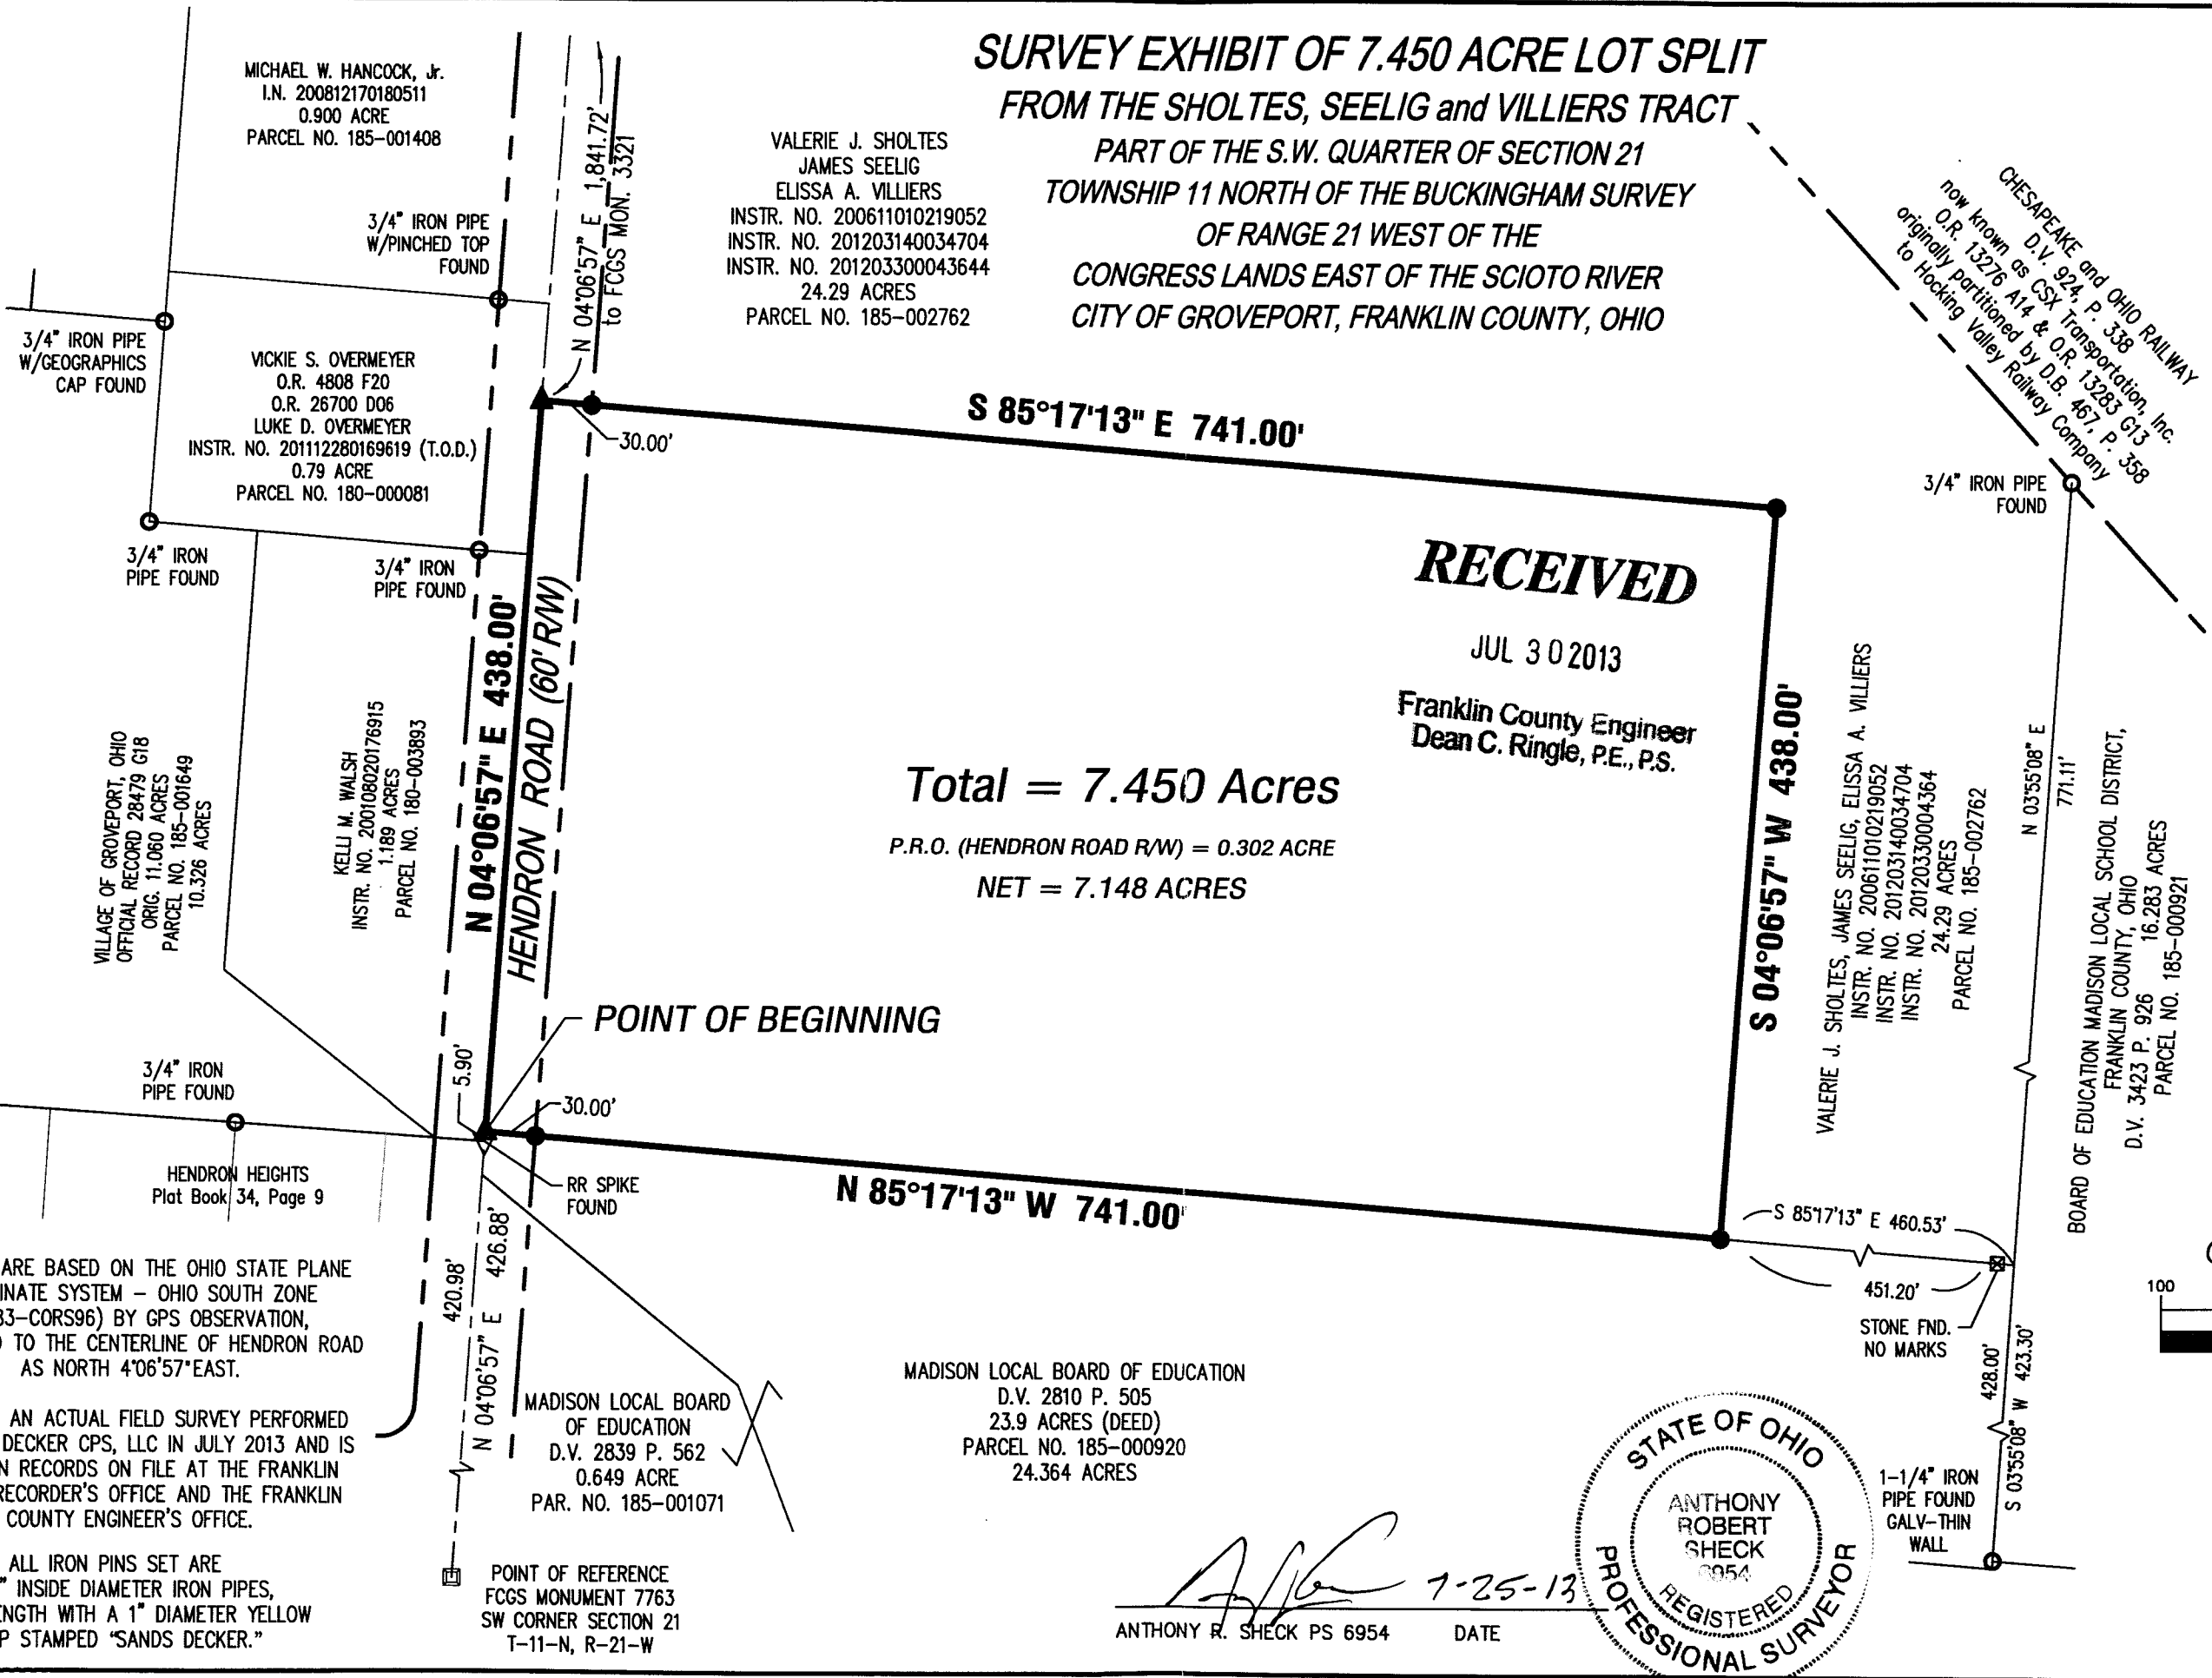 SURVEY EXHIBIT OF 7.450 ACRE LOT SPLIT
FROM THE SHOLTES, SEELIG and VILLIERS TRACT
PART OF THE S.W. QUARTER OF SECTION 21
TOWNSHIP 11 NORTH OF THE BUCKINGHAM SURVEY
OF RANGE 21 WEST OF THE
CONGRESS LANDS EAST OF THE SCIOTO RIVER
CITY OF GROVEPORT, FRANKLIN COUNTY, OHIO
MICHAEL W. HANCOCK, Jr.
I.N. 200812170180511
0.900 ACRE
PARCEL NO. 185-001408
3/4" IRON PIPE
W/PINCHED TOP
FOUND
N 04°06'57" E 1,841.72'
to FCGS MON. 3321
VALERIE J. SHOLTES
JAMES SEELIG
ELISSA A. VILLIERS
INSTR. NO. 200611010219052
INSTR. NO. 201203140034704
INSTR. NO. 201203300043644
24.29 ACRES
PARCEL NO. 185-002762
CHESAPEAKE and OHIO RAILWAY
D.V. 924, P. 338
now known as CSX Transportation, Inc.
O.R. 13276 A14 & O.R. 13283 G13
originally partitioned by D.B. 467, P. 358
to Hocking Valley Railway Company
3/4" IRON PIPE
W/GEOGRAPHICS
CAP FOUND
VICKIE S. OVERMEYER
O.R. 4808 F20
O.R. 26700 D06
LUKE D. OVERMEYER
INSTR. NO. 201112280169619 (T.O.D.)
0.79 ACRE
PARCEL NO. 180-000081
30.00'
S 85°17'13" E 741.00'
3/4" IRON PIPE
FOUND
3/4" IRON
PIPE FOUND
3/4" IRON
PIPE FOUND
RECEIVED
JUL 30 2013
Franklin County Engineer
Dean C. Ringle, P.E., P.S.
N 04°06'57" E 438.00'
HENDRON ROAD (60' R/W)
VILLAGE OF GROVEPORT, OHIO
OFFICIAL RECORD 28479 G18
ORIG. 11.060 ACRES
PARCEL NO. 185-001649
10.326 ACRES
KELLI M. WALSH
INSTR. NO. 200108020176915
1.189 ACRES
PARCEL NO. 180-003893
Total = 7.450 Acres
P.R.O. (HENDRON ROAD R/W) = 0.302 ACRE
NET = 7.148 ACRES
S 04°06'57" W 438.00'
VALERIE J. SHOLTES, JAMES SEELIG, ELISSA A. VILLIERS
INSTR. NO. 200611010219052
INSTR. NO. 201203140034704
INSTR. NO. 20120330004364
24.29 ACRES
PARCEL NO. 185-002762
N 03°55'08" E
771.11'
BOARD OF EDUCATION MADISON LOCAL SCHOOL DISTRICT,
FRANKLIN COUNTY, OHIO
D.V. 3423 P. 926 16.283 ACRES
PARCEL NO. 185-000921
POINT OF BEGINNING
5.90'
30.00'
3/4" IRON
PIPE FOUND
HENDRON HEIGHTS
Plat Book 34, Page 9
RR SPIKE
FOUND
N 85°17'13" W 741.00'
S 85°17'13" E 460.53'
451.20'
STONE FND.
NO MARKS
100
420.98'
N 04°06'57" E 426.88'
428.00'
S 03°55'08" W 423.30'
ARE BASED ON THE OHIO STATE PLANE
INATE SYSTEM – OHIO SOUTH ZONE
83-CORS96) BY GPS OBSERVATION,
TO THE CENTERLINE OF HENDRON ROAD
AS NORTH 4°06'57"EAST.
AN ACTUAL FIELD SURVEY PERFORMED
DECKER CPS, LLC IN JULY 2013 AND IS
N RECORDS ON FILE AT THE FRANKLIN
RECORDER'S OFFICE AND THE FRANKLIN
COUNTY ENGINEER'S OFFICE.
ALL IRON PINS SET ARE
" INSIDE DIAMETER IRON PIPES,
ENGTH WITH A 1" DIAMETER YELLOW
P STAMPED "SANDS DECKER."
MADISON LOCAL BOARD
OF EDUCATION
D.V. 2839 P. 562
0.649 ACRE
PAR. NO. 185-001071
MADISON LOCAL BOARD OF EDUCATION
D.V. 2810 P. 505
23.9 ACRES (DEED)
PARCEL NO. 185-000920
24.364 ACRES
POINT OF REFERENCE
FCGS MONUMENT 7763
SW CORNER SECTION 21
T-11-N, R-21-W
7-25-13
ANTHONY R. SHECK PS 6954 DATE
STATE OF OHIO
ANTHONY
ROBERT
SHECK
6954
REGISTERED
PROFESSIONAL SURVEYOR
1-1/4" IRON
PIPE FOUND
GALV-THIN
WALL